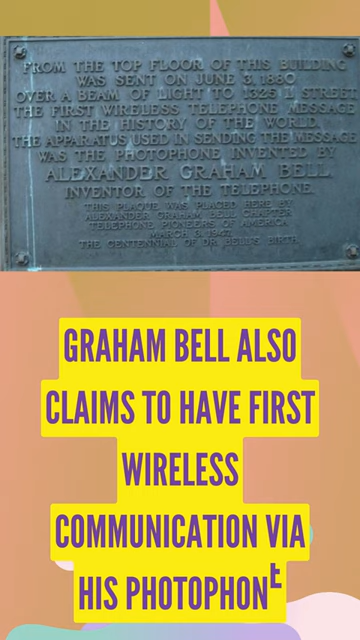 FROM THE TOP FLOOR OF THIS BUILDING
WAS SENT ON JUNE 3, 1880
OVER A BEAM OF LIGHT TO 1325 L STREET
THE FIRST WIRELESS TELEPHONE MESSAGE
IN THE HISTORY OF THE WORLD.
THE APPARATUS USED IN SENDING THE MESSAGE
WAS THE PHOTOPHONE INVENTED BY
ALEXANDER GRAHAM BELL
INVENTOR OF THE TELEPHONE
THIS PLAQUE WAS PLACED HERE BY
ALEXANDER GRAHAM BELL CHAPTER
TELEPHONE PIONEERS OF AMERICA
MARCH 3, 1947
THE CENTENNIAL OF DR. BELL'S BIRTH
GRAHAM BELL ALSO
CLAIMS TO HAVE FIRST
WIRELESS
COMMUNICATION VIA
HIS PHOTOPHONE